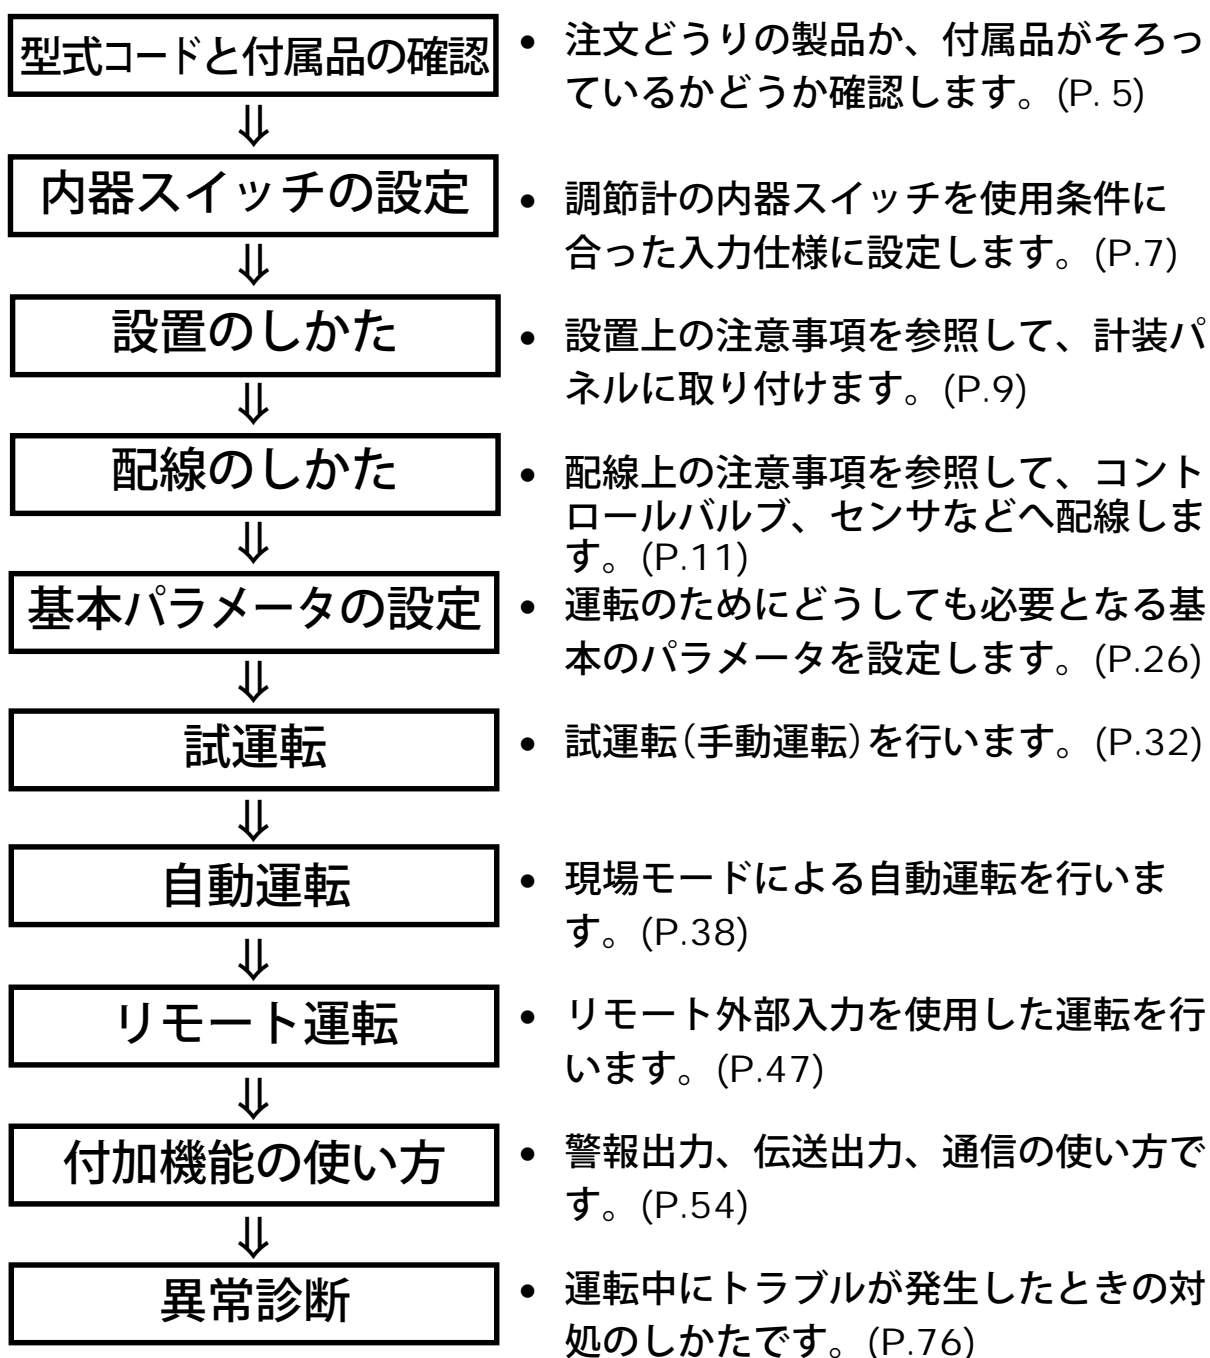 型式コードと付属品の確認
• 注文どうりの製品か、付属品がそろっ
ているかどうか確認します。(P. 5)
⇓
内器スイッチの設定
• 調節計の内器スイッチを使用条件に
合った入力仕様に設定します。(P.7)
⇓
設置のしかた
• 設置上の注意事項を参照して、計装パ
ネルに取り付けます。(P.9)
⇓
配線のしかた
• 配線上の注意事項を参照して、コント
ロールバルブ、センサなどへ配線しま
す。(P.11)
⇓
基本パラメータの設定
• 運転のためにどうしても必要となる基
本のパラメータを設定します。(P.26)
⇓
試運転
• 試運転(手動運転)を行います。(P.32)
⇓
自動運転
• 現場モードによる自動運転を行いま
す。(P.38)
⇓
リモート運転
• リモート外部入力を使用した運転を行
います。(P.47)
⇓
付加機能の使い方
• 警報出力、伝送出力、通信の使い方で
す。(P.54)
⇓
異常診断
• 運転中にトラブルが発生したときの対
処のしかたです。(P.76)